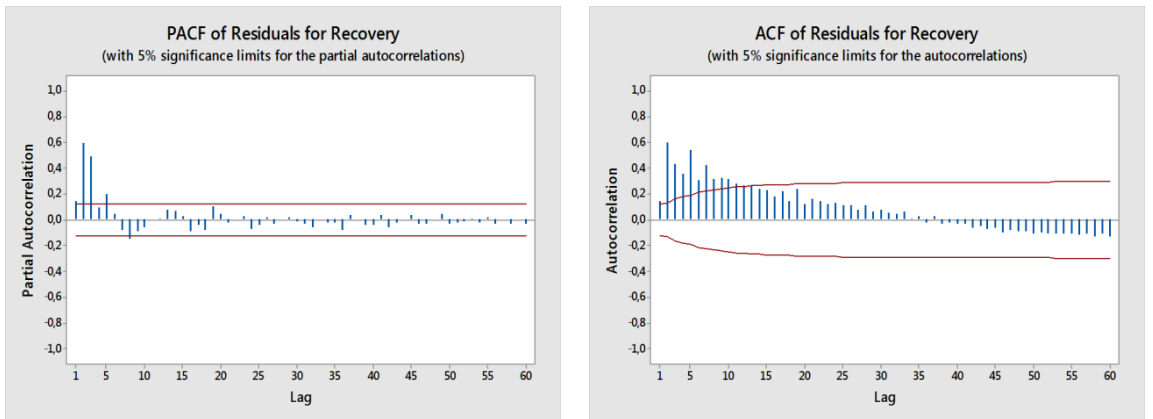 PACF of Residuals for Recovery
(with 5% significance limits for the partial autocorrelations)
Partial Autocorrelation
1,0
0,8
0,6
0,4
0,2
0,0
-0,2
-0,4
-0,6
-0,8
-1,0
1 5 10 15 20 25 30 35 40 45 50 55 60
Lag
ACF of Residuals for Recovery
(with 5% significance limits for the autocorrelations)
Autocorrelation
1,0
0,8
0,6
0,4
0,2
0,0
-0,2
-0,4
-0,6
-0,8
-1,0
1 5 10 15 20 25 30 35 40 45 50 55 60
Lag